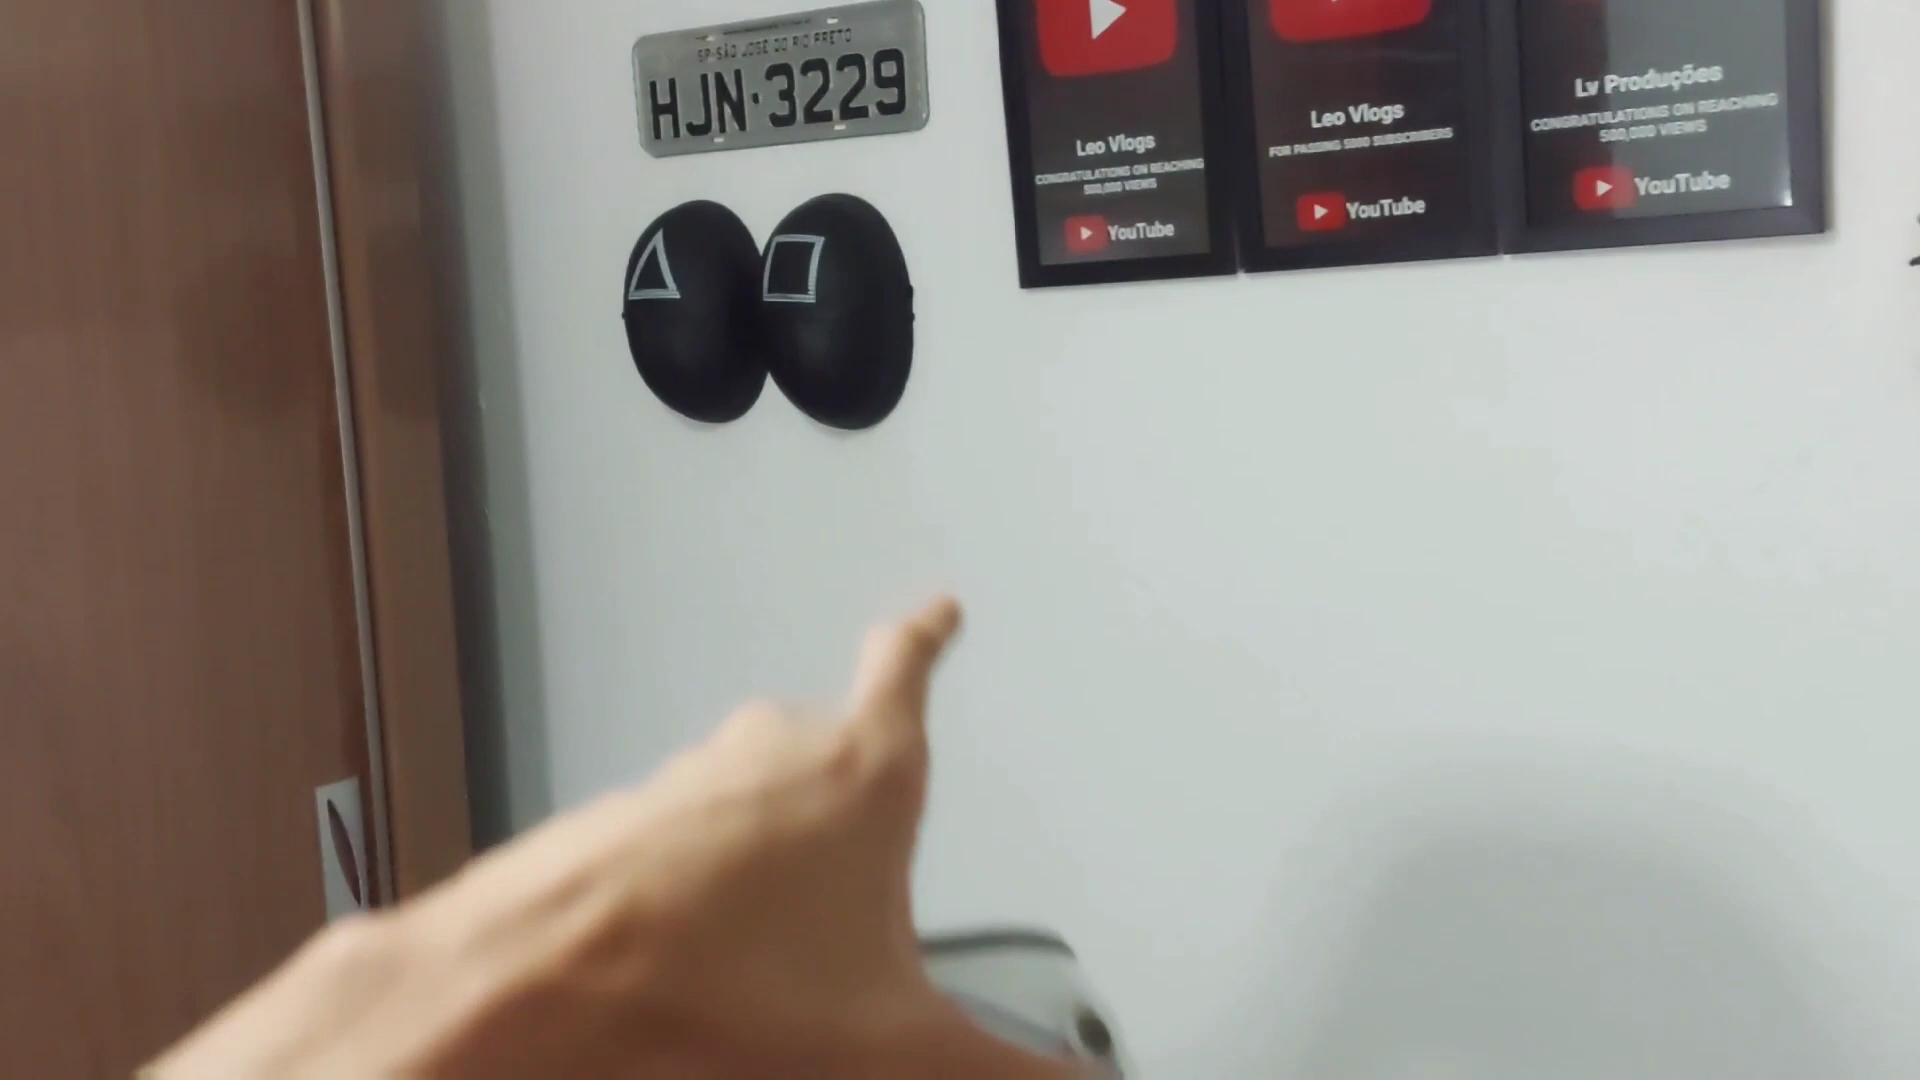 SP-SÃO JOSÉ DO RIO PRETO
HJN·3229
Leo Vlogs
CONGRATULATIONS ON REACHING
500,000 VIEWS
YouTube
Leo Vlogs
FOR PASSING 5000 SUBSCRIBERS
YouTube
Lv Produções
CONGRATULATIONS ON REACHING
500,000 VIEWS
YouTube